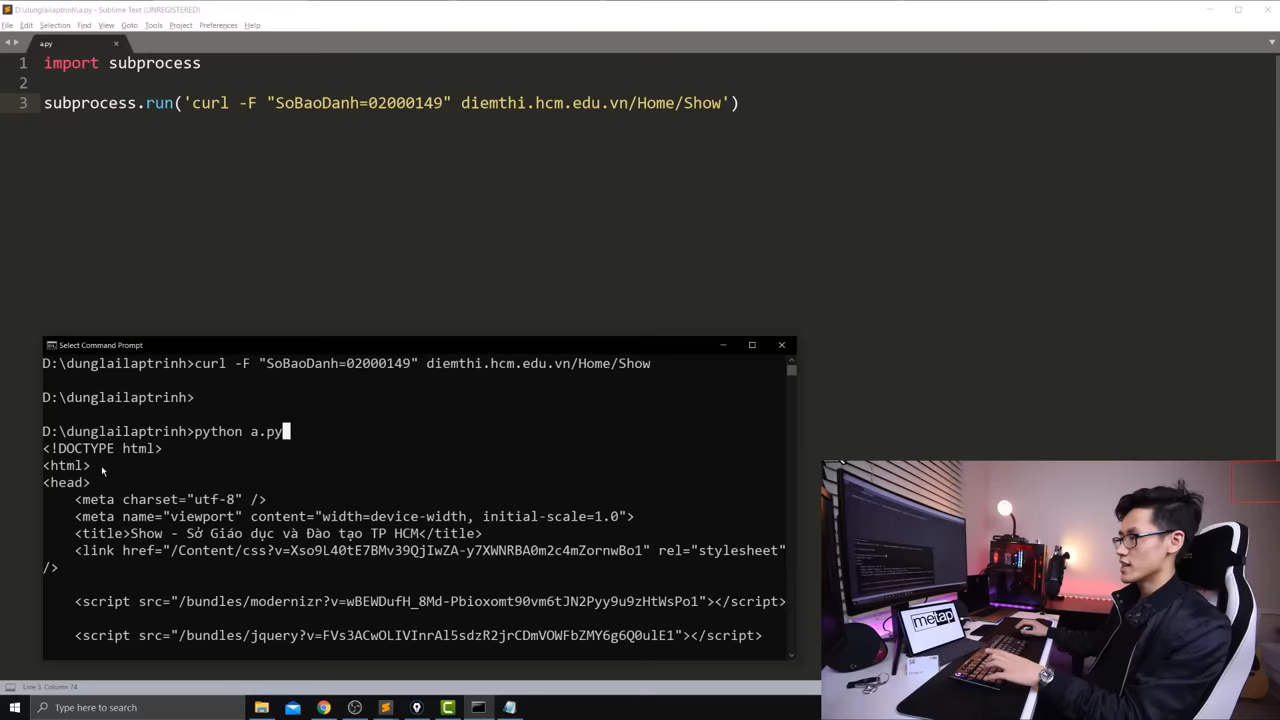 D:\dunglailaptrinh\a.py - Sublime Text (UNREGISTERED)
File Edit Selection Find View Goto Tools Project Preferences Help
a.py
1 import subprocess
2
3 subprocess.run('curl -F "SoBaoDanh=02000149" diemthi.hcm.edu.vn/Home/Show')
Select Command Prompt
D:\dunglailaptrinh>curl -F "SoBaoDanh=02000149" diemthi.hcm.edu.vn/Home/Show
D:\dunglailaptrinh>
D:\dunglailaptrinh>python a.py
<!DOCTYPE html>
<html>
<head>
<meta charset="utf-8" />
<meta name="viewport" content="width=device-width, initial-scale=1.0">
<title>Show - Sở Giáo dục và Đào tạo TP HCM</title>
<link href="/Content/css?v=Xso9L40tE7BMv39QjIwZA-y7XWNRBA0m2c4mZornwBo1" rel="stylesheet"
/>
<script src="/bundles/modernizr?v=wBEWDufH_8Md-Pbioxomt90vm6tJN2Pyy9u9zHtWsPo1"></script>
<script src="/bundles/jquery?v=FVs3ACwOLIVInrAl5sdzR2jrCDmVOWFbZMY6g6Q0ulE1"></script>
metap
Line 3, Column 74
Type here to search